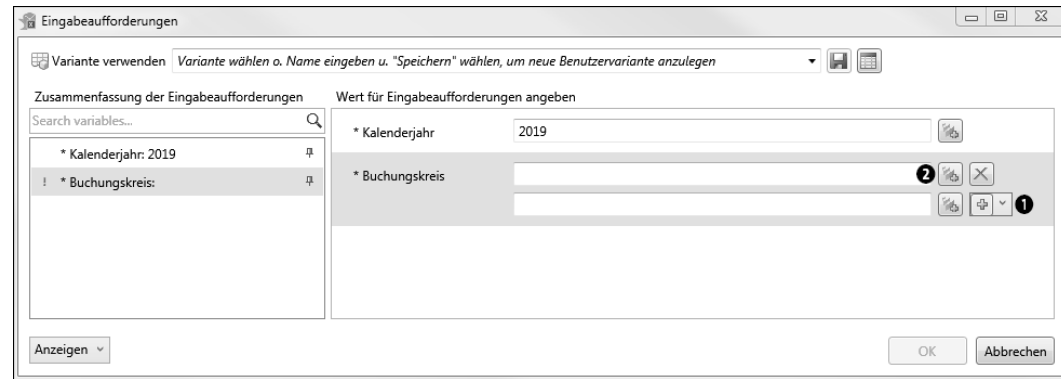 Eingabeaufforderungen
Variante verwenden Variante wählen o. Name eingeben u. "Speichern" wählen, um neue Benutzervariante anzulegen
Zusammenfassung der Eingabeaufforderungen
Search variables...
* Kalenderjahr: 2019
! * Buchungskreis:
Wert für Eingabeaufforderungen angeben
* Kalenderjahr 2019
* Buchungskreis 2
1
Anzeigen
OK Abbrechen